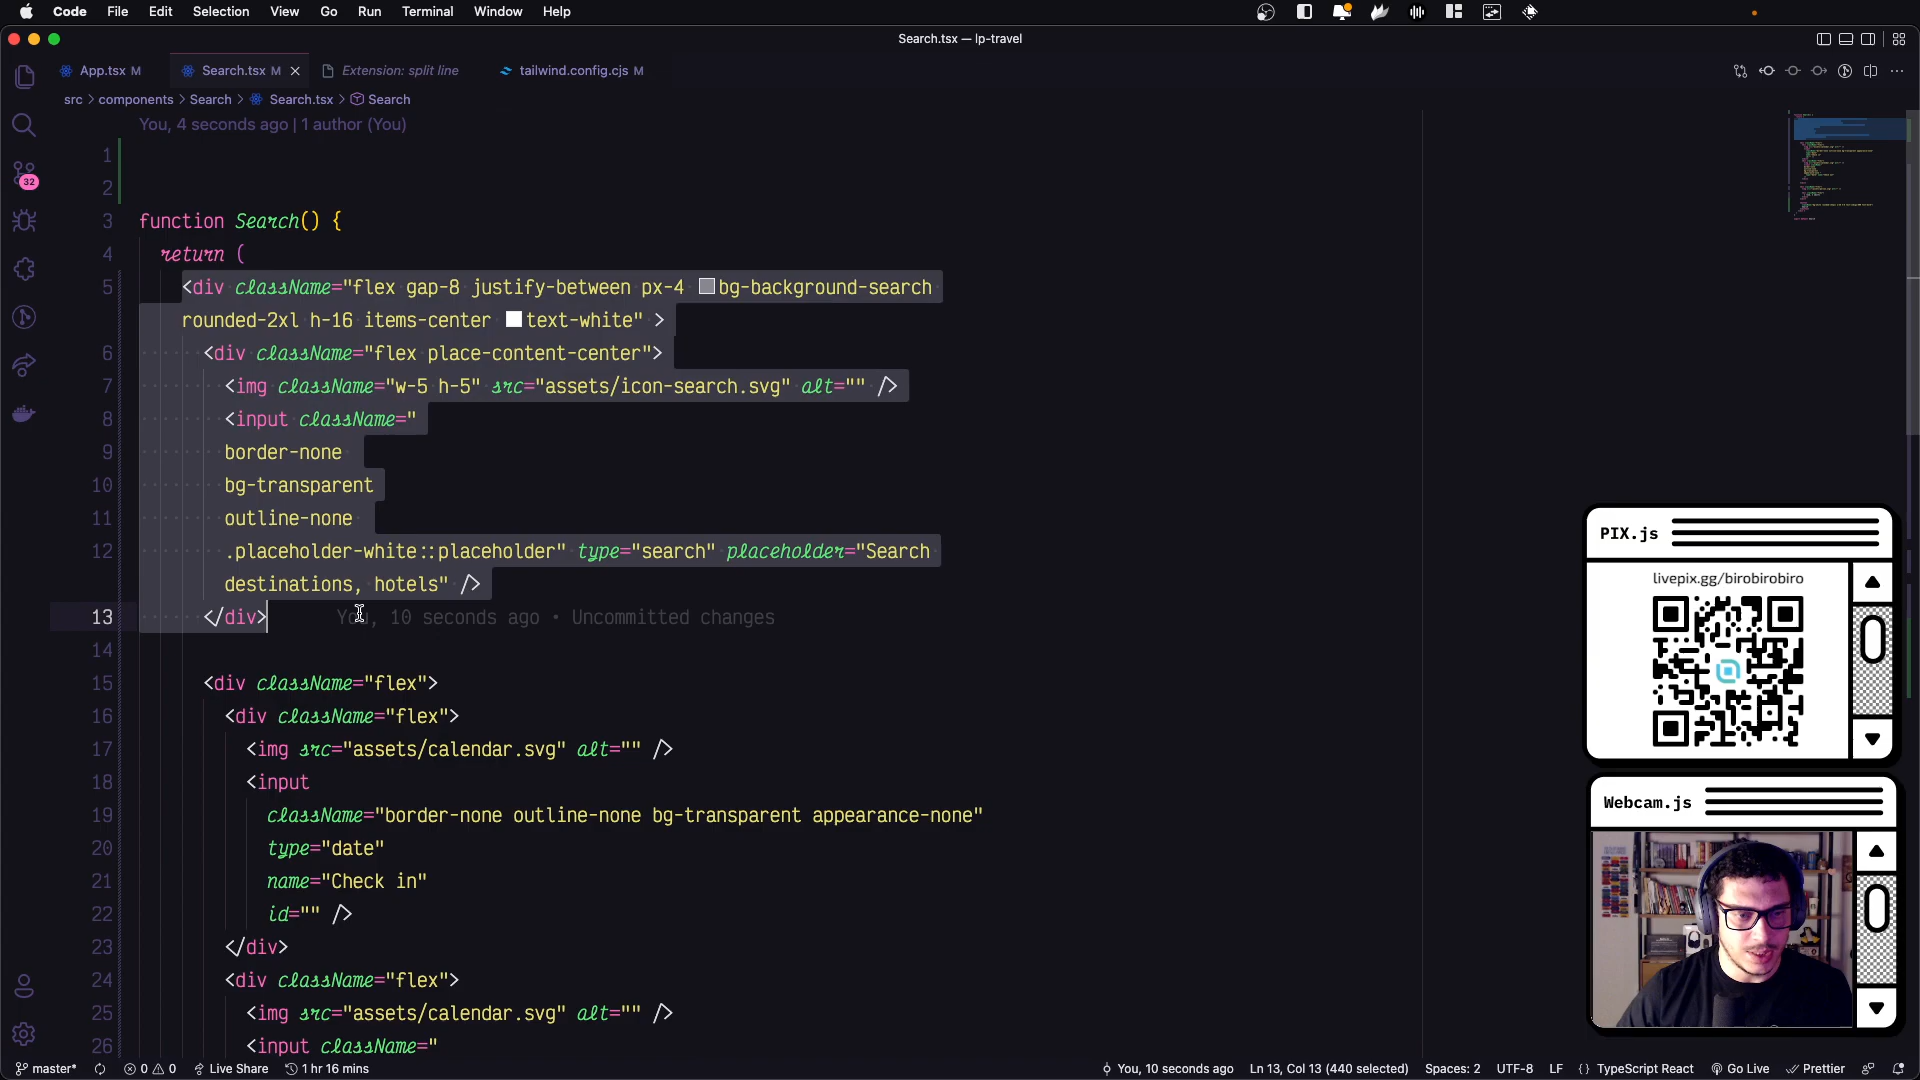 Code File Edit Selection View Go Run Terminal Window Help
Search.tsx — lp-travel
App.tsx M
Search.tsx M
Extension: split line
tailwind.config.cjs M
src > components > Search > Search.tsx > Search
You, 4 seconds ago | 1 author (You)
32
1
2
3 function Search() {
4 return (
5 <div className="flex gap-8 justify-between px-4 bg-background-search
rounded-2xl h-16 items-center text-white" >
6 <div className="flex place-content-center">
7 <img className="w-5 h-5" src="assets/icon-search.svg" alt="" />
8 <input className="
9 border-none
10 bg-transparent
11 outline-none
12 .placeholder-white::placeholder" type="search" placeholder="Search
destinations, hotels" />
13 </div> You, 10 seconds ago • Uncommitted changes
14
15 <div className="flex">
16 <div className="flex">
17 <img src="assets/calendar.svg" alt="" />
18 <input
19 className="border-none outline-none bg-transparent appearance-none"
20 type="date"
21 name="Check in"
22 id="" />
23 </div>
24 <div className="flex">
25 <img src="assets/calendar.svg" alt="" />
26 <input className="
PIX.js
livepix.gg/birobirobiro
Webcam.js
master* 0 0 Live Share 1 hr 16 mins
You, 10 seconds ago Ln 13, Col 13 (440 selected) Spaces: 2 UTF-8 LF {} TypeScript React Go Live Prettier